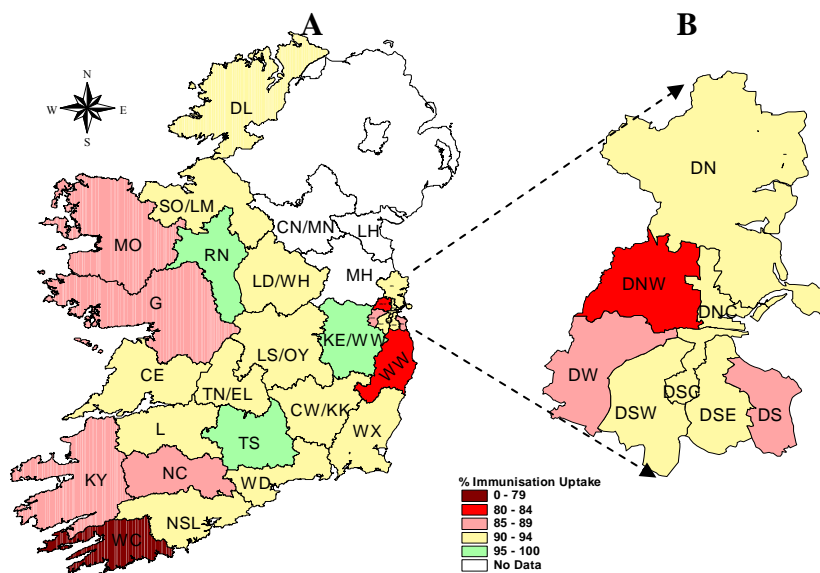 A
B
N
W E
S
DL
SO/LM
CN/MN
LH
MO
RN
MH
LD/WH
G
KE/WW
LS/OY
WW
CE
TN/EL
CW/KK
L
TS
WX
KY
NC
WD
NSL
WC
DN
DNW
DNC
DW
DSG
DSW
DSE
DS
% Immunisation Uptake
0 - 79
80 - 84
85 - 89
90 - 94
95 - 100
No Data